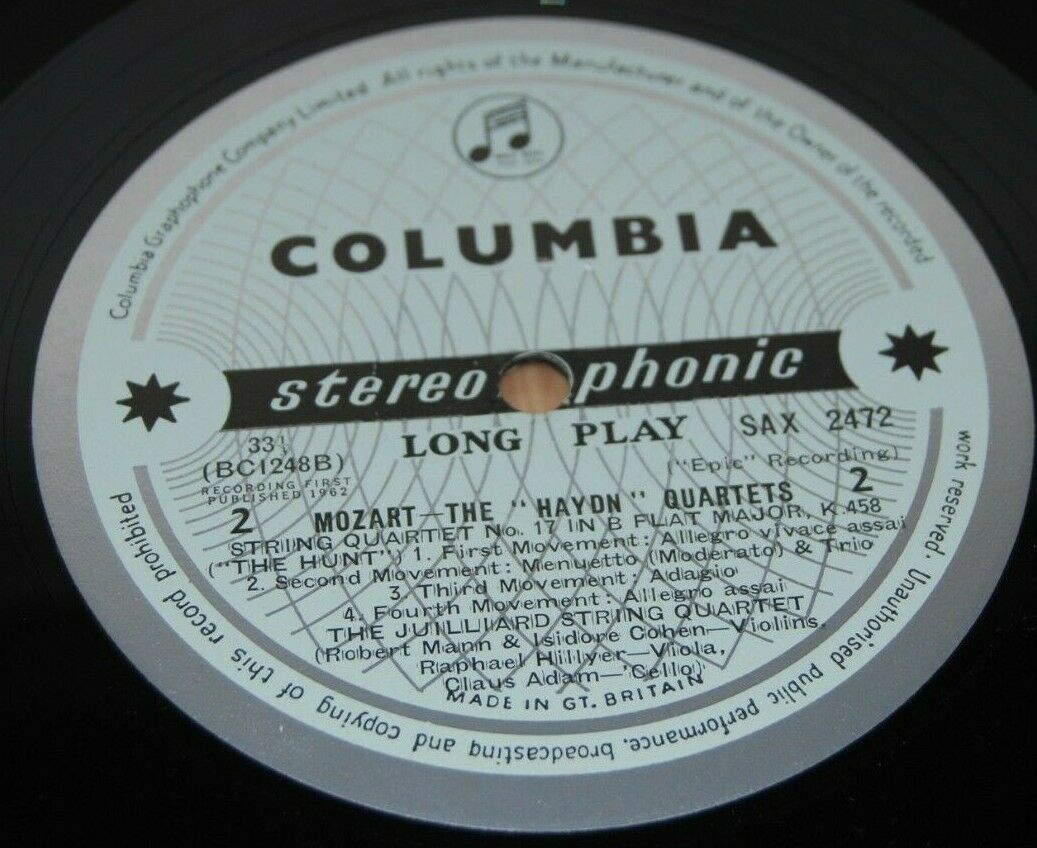 Columbia Graphophone Company Limited. All rights of the Manufacturer and of the Owner of the recorded work reserved. Unauthorised public performance, broadcasting and copying of this record prohibited
COLUMBIA
stereophonic
LONG PLAY
SAX 2472
33⅓
(BC1248B)
("Epic" Recording)
RECORDING FIRST
PUBLISHED 1962
2
2
MOZART—THE "HAYDN" QUARTETS
STRING QUARTET No. 17 IN B FLAT MAJOR, K.458
("THE HUNT") 1. First Movement: Allegro vivace assai
2. Second Movement: Menuetto (Moderato) & Trio
3. Third Movement: Adagio
4. Fourth Movement: Allegro assai
THE JUILLIARD STRING QUARTET
(Robert Mann & Isidore Cohen—Violins,
Raphael Hillyer—Viola,
Claus Adam—Cello)
MADE IN GT. BRITAIN